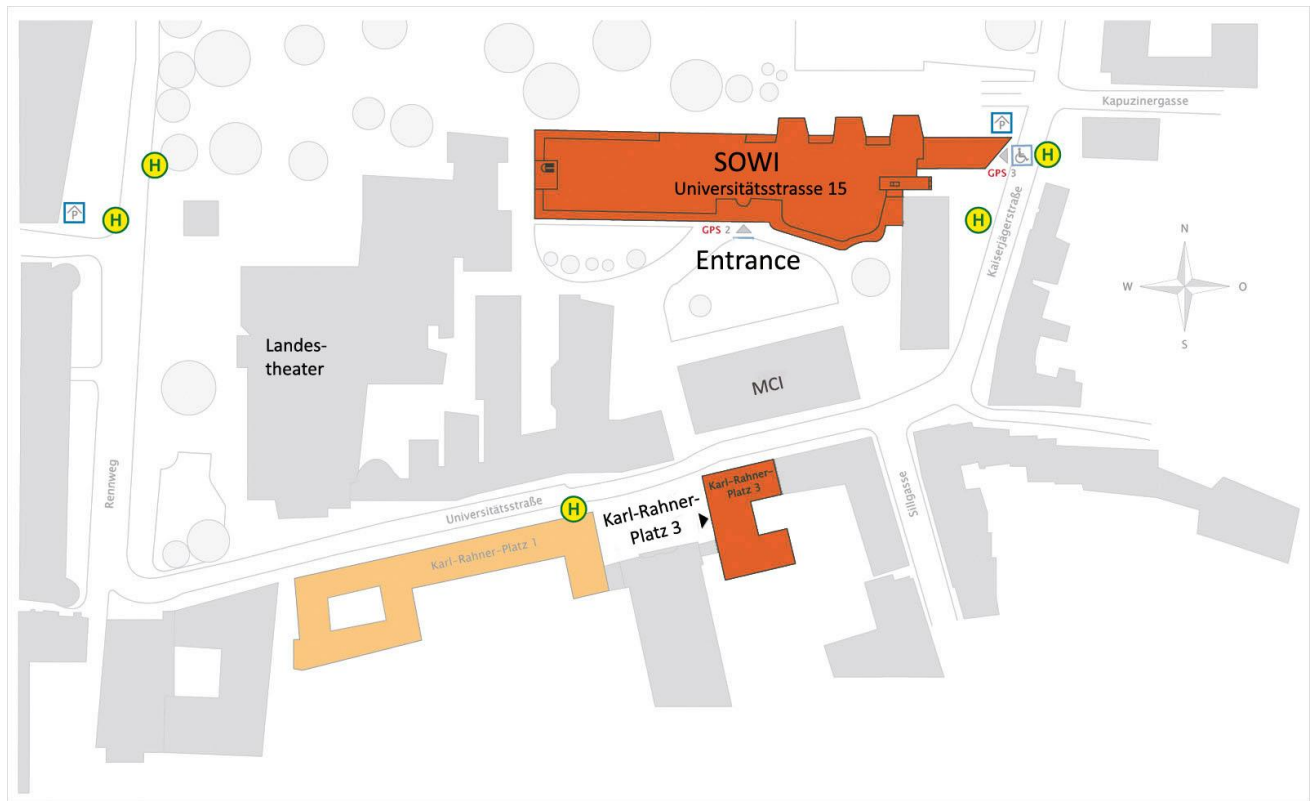 Kapuzinergasse
P
H
SOWI
Universitätsstrasse 15
GPS 3
H
P
H
GPS 2
H
Entrance
Kaiserjägerstraße
N
W
O
S
Landes-
theater
MCI
Rennweg
Universitätsstraße
H
Karl-Rahner-
Platz 3
Karl-Rahner-
Platz 3
Sillgasse
Karl-Rahner-Platz 1